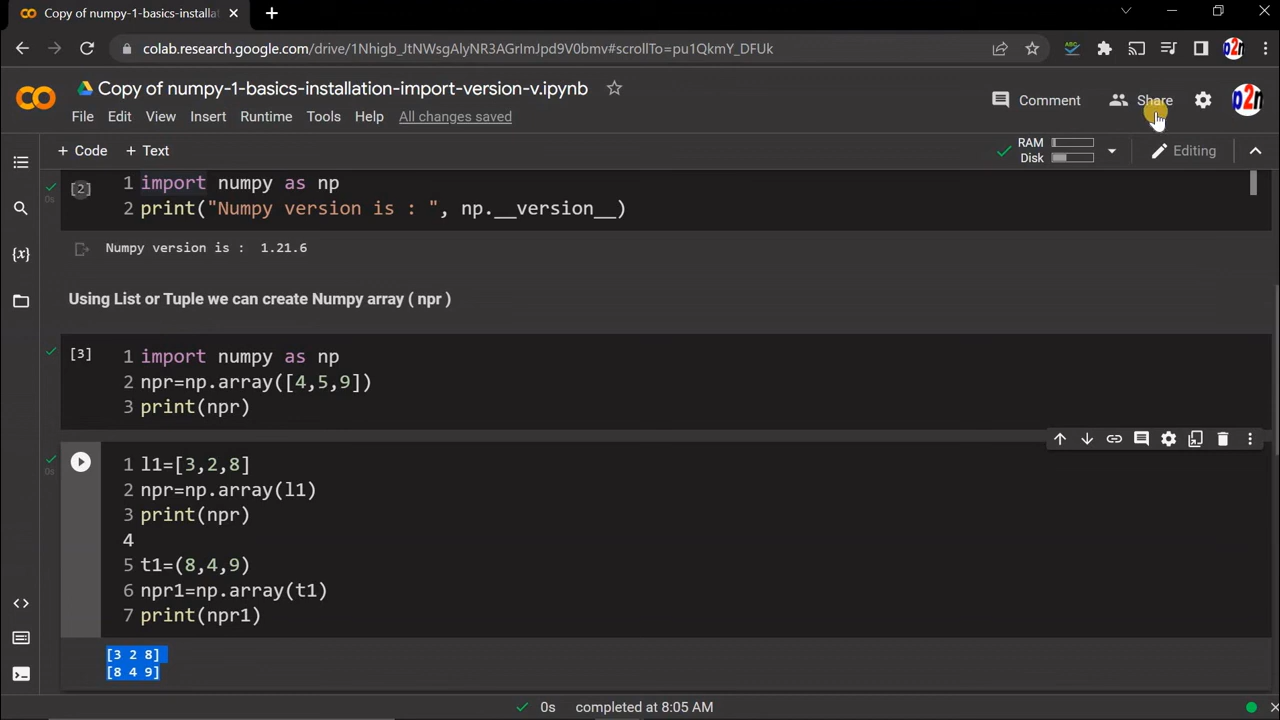 Copy of numpy-1-basics-installa
colab.research.google.com/drive/1Nhigb_JtNWsgAlyNR3AGrImJpd9V0bmv#scrollTo=pu1QkmY_DFUk
ABC
p2n
Copy of numpy-1-basics-installation-import-version-v.ipynb
Comment
Share
p2n
File Edit View Insert Runtime Tools Help All changes saved
+ Code + Text
RAM
Disk
Editing
[2] 1 import numpy as np
0s
2 print("Numpy version is : ", np.__version__)
Numpy version is :  1.21.6
Using List or Tuple we can create Numpy array ( npr )
[3] 1 import numpy as np
2 npr=np.array([4,5,9])
3 print(npr)
1 l1=[3,2,8]
0s
2 npr=np.array(l1)
3 print(npr)
4
5 t1=(8,4,9)
6 npr1=np.array(t1)
7 print(npr1)
[3 2 8]
[8 4 9]
0s completed at 8:05 AM